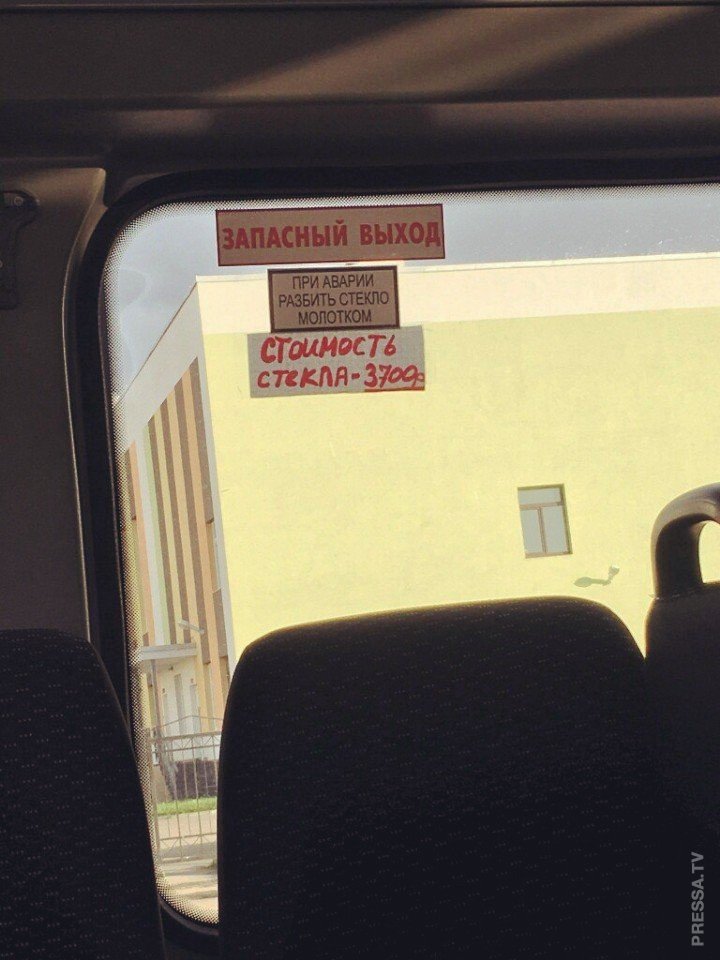 ЗАПАСНЫЙ ВЫХОД
ПРИ АВАРИИ
РАЗБИТЬ СТЕКЛО
МОЛОТКОМ
СТОИМОСТЬ
СТЕКЛА-3700р
PRESSA.TV